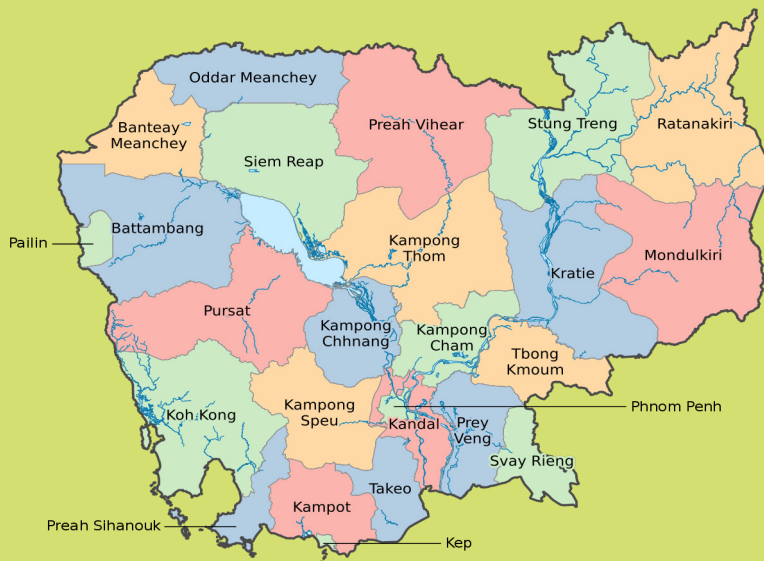 Oddar Meanchey
Preah Vihear
Stung Treng
Ratanakiri
Banteay
Meanchey
Siem Reap
Battambang
Pailin
Kampong
Thom
Mondulkiri
Kratie
Pursat
Kampong
Chhnang
Kampong
Cham
Tbong
Kmoum
Koh Kong
Kampong
Speu
Phnom Penh
Kandal
Prey
Veng
Svay Rieng
Takeo
Kampot
Preah Sihanouk
Kep